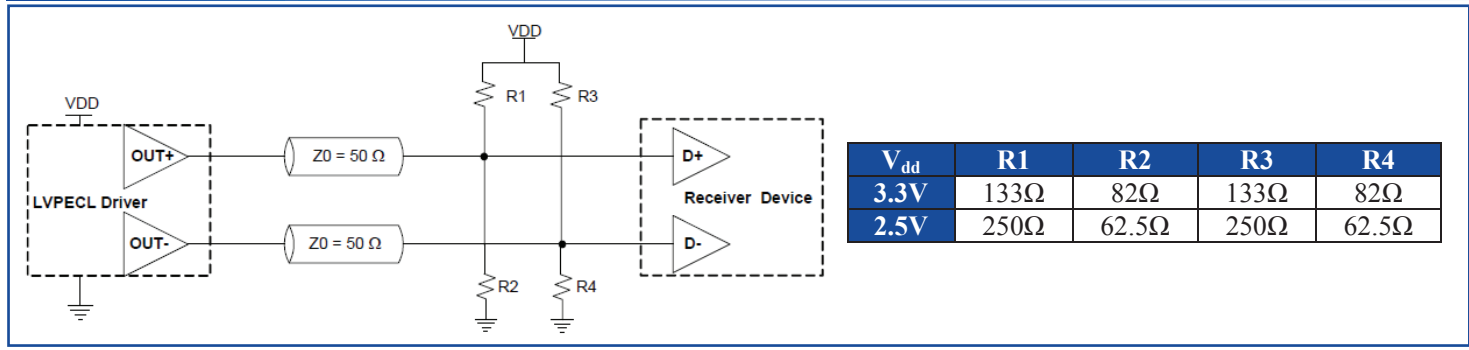 VDD
R1
R3
VDD
OUT+
Z0 = 50 Ω
D+
LVPECL Driver
Receiver Device
OUT-
Z0 = 50 Ω
D-
R2
R4
Vdd R1 R2 R3 R4
3.3V 133Ω 82Ω 133Ω 82Ω
2.5V 250Ω 62.5Ω 250Ω 62.5Ω